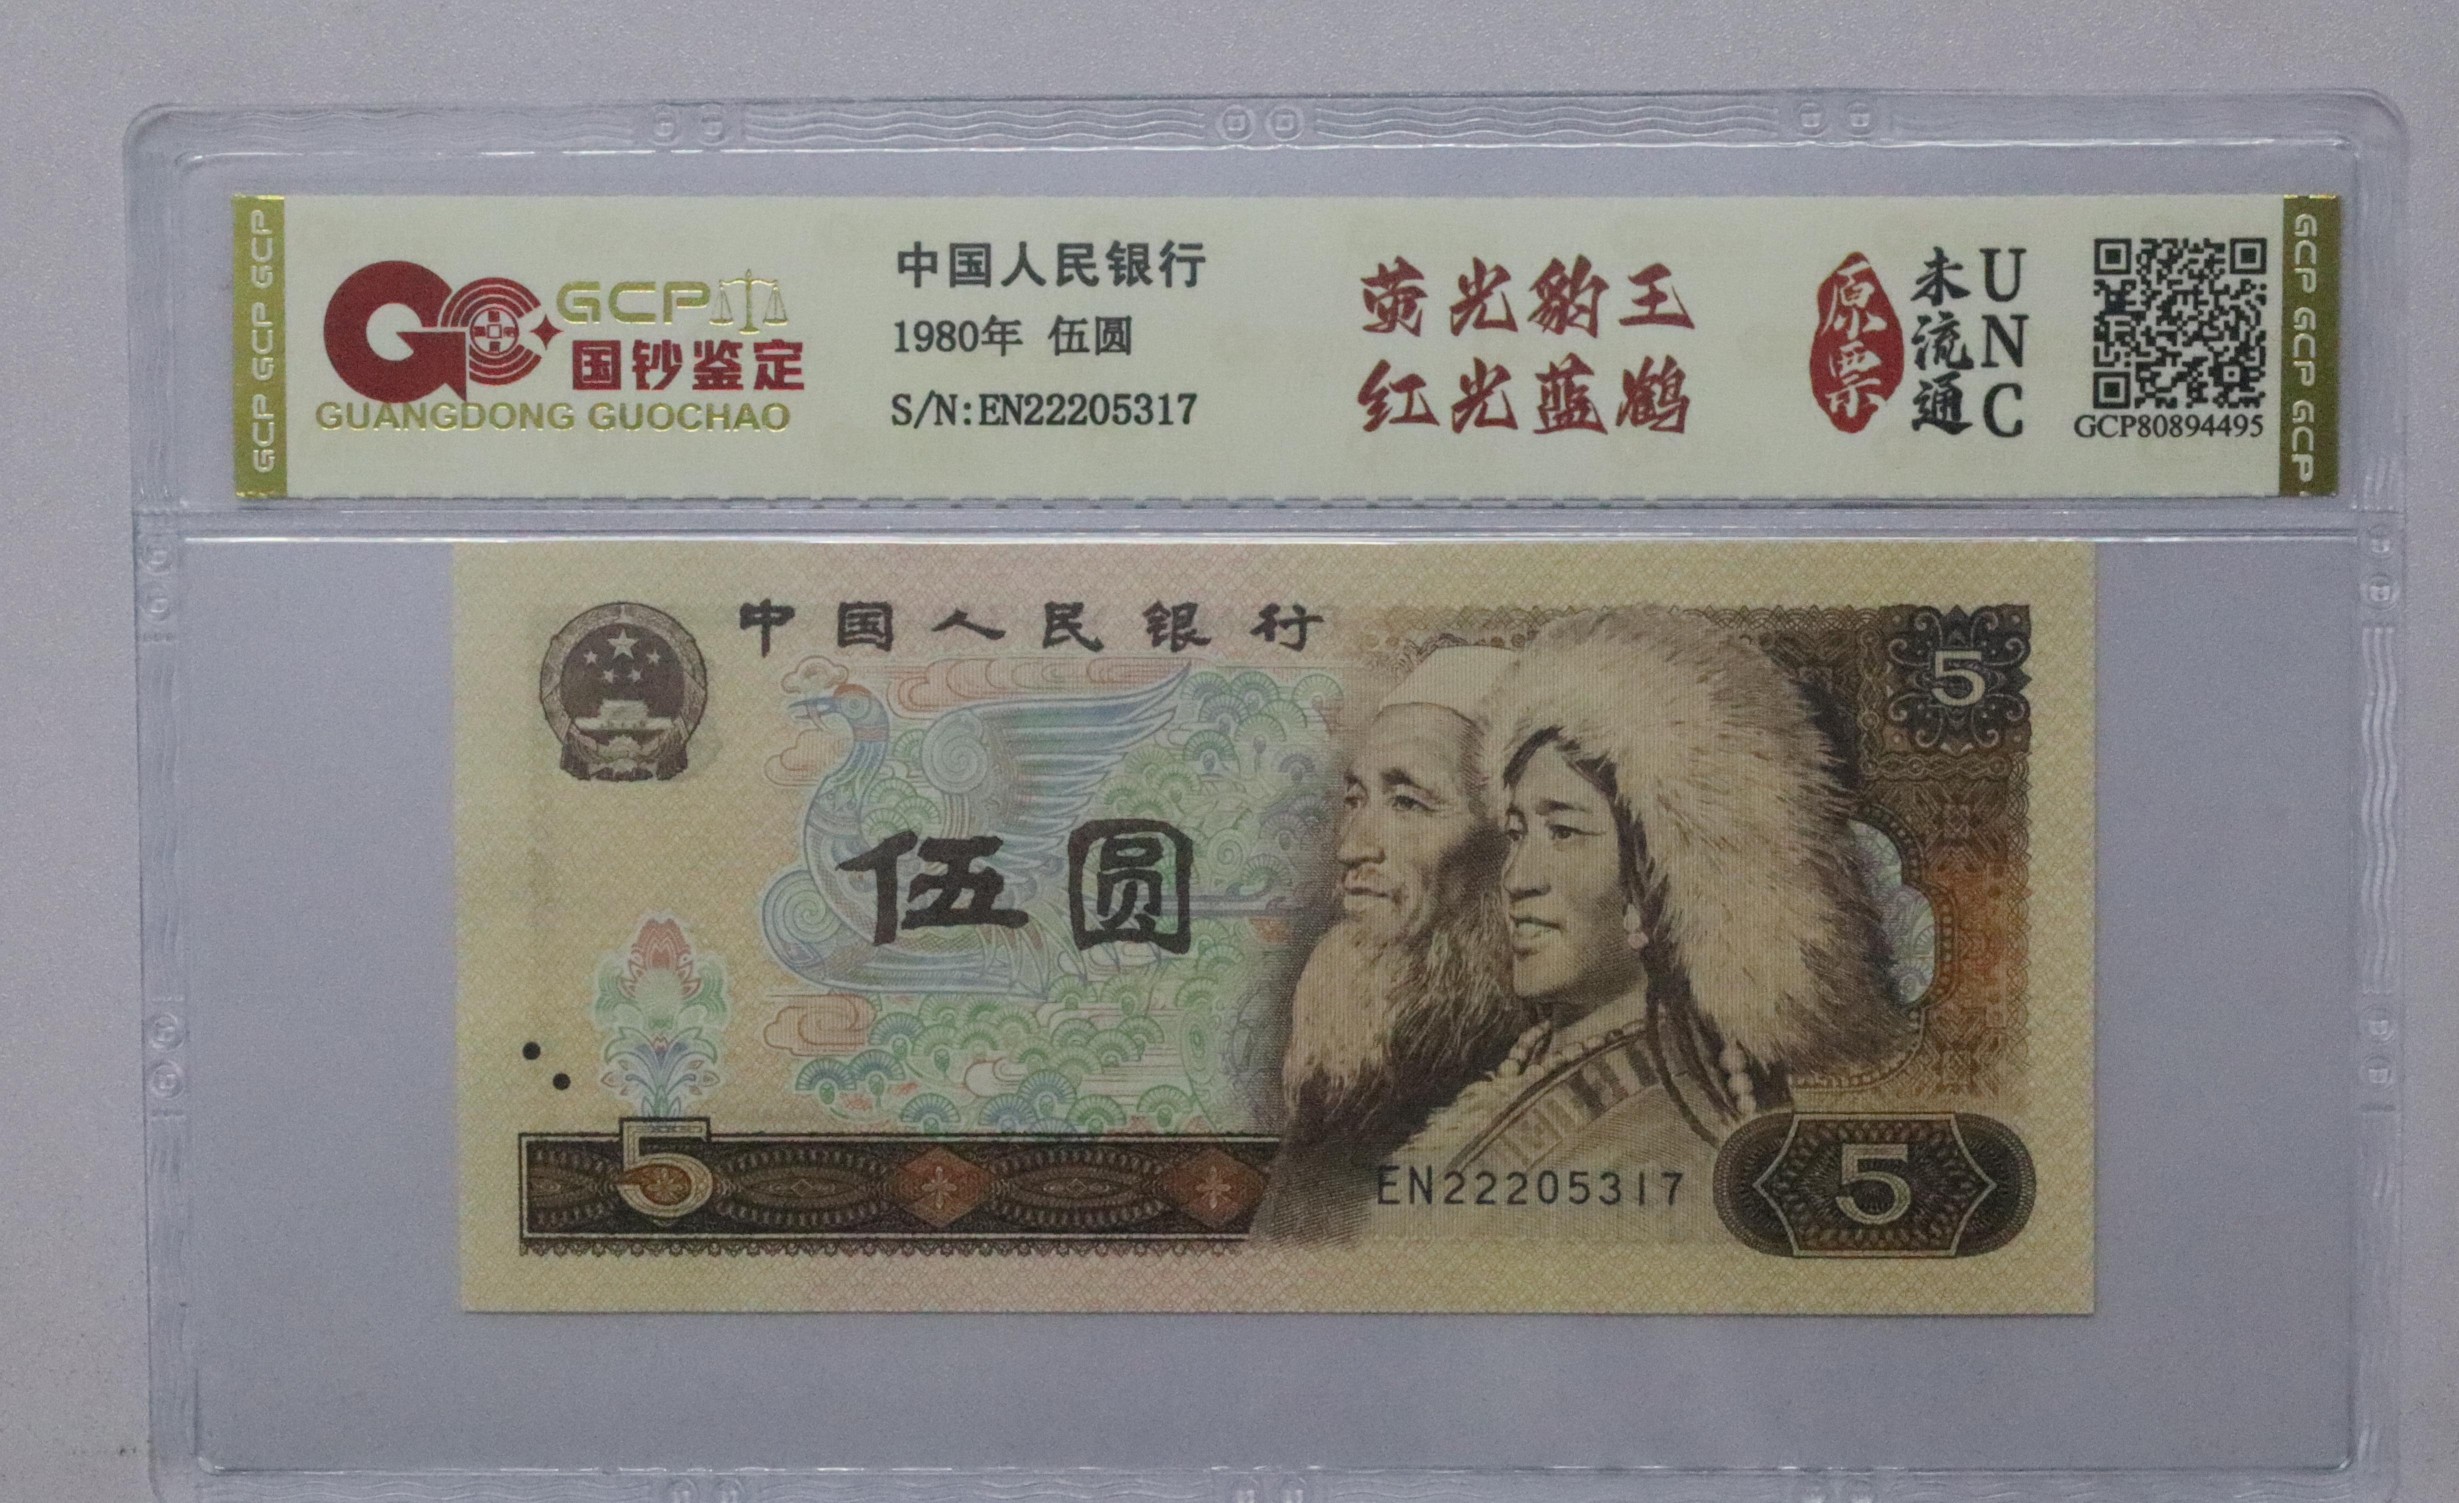 GCP GCP GCP
GCP
国钞鉴定
GUANGDONG GUOCHAO
中国人民银行
1980年 伍圆
S/N:EN22205317
荧光豹王
红光蓝鹤
原票
未流通
UNC
GCP80894495
GCP GCP GCP
中国人民银行
5
伍圆
5
EN22205317
5